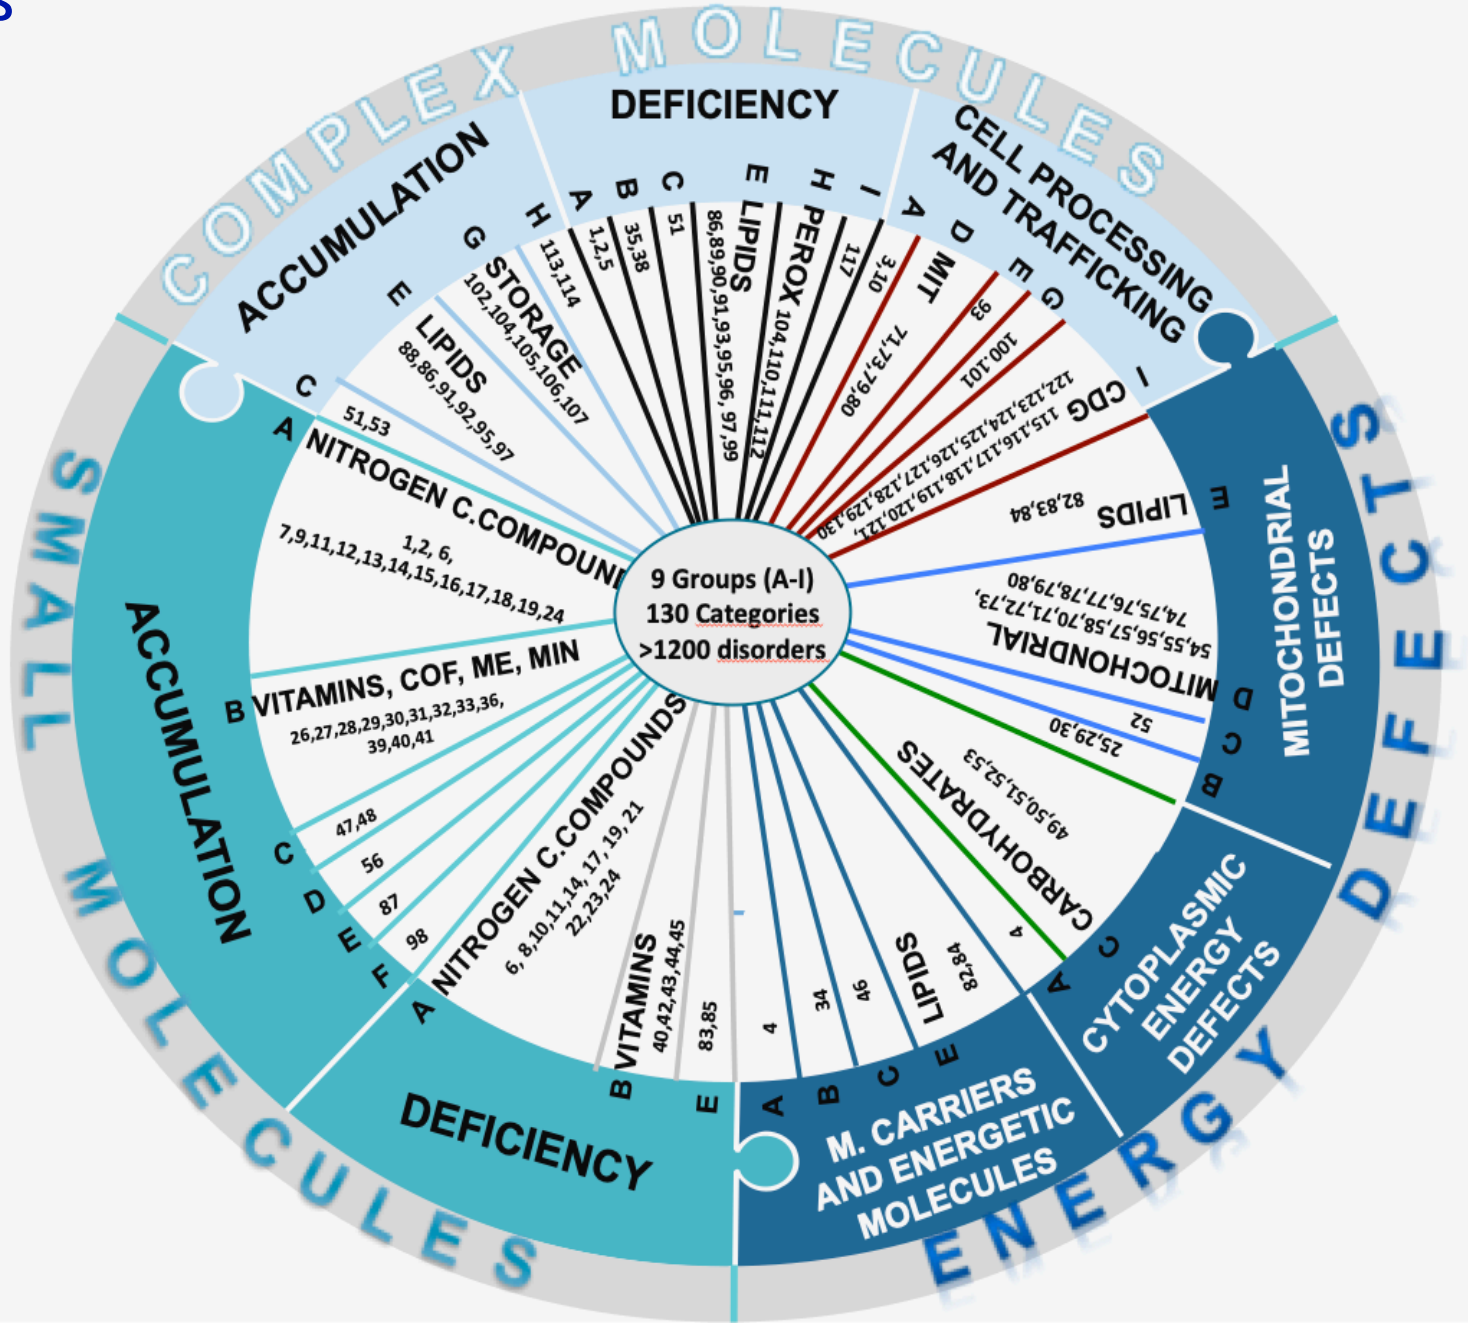 S
COMPLEX MOLECULES
ACCUMULATION
C
51,53
E
LIPIDS
88,86,91,92,95,97
G
STORAGE
102,104,105,106,107
H
113,114
DEFICIENCY
A
1,2,5
B
35,38
C
51
E
LIPIDS
86,89,90,91,93,95,96, 97,99
H
PEROX 104,110,111,112
I
117
CELL PROCESSING
AND TRAFFICKING
A
3,10
D
MIT
71,73,79,80
E
93
G
100.101
I
CDG
115,116,117,118,119,120,121,
122,123,124,125,126,127,128,129,130
ENERGY DEFECTS
MITOCHONDRIAL
DEFECTS
E
LIPIDS
82,83,84
D
MITOCHONDRIAL
54,55,56,57,58,70,71,72,73,
74,75,76,77,78,79,80
C
52
B
25,29,30
CYTOPLASMIC
ENERGY
DEFECTS
C
CARBOHYDRATES
49,50,51,52,53
A
4
M. CARRIERS
AND ENERGETIC
MOLECULES
E
LIPIDS
82,84
C
46
B
34
A
4
SMALL MOLECULES
DEFICIENCY
E
83,85
B
VITAMINS
40,42,43,44,45
A
NITROGEN C.COMPOUNDS
6, 8,10,11,14, 17, 19, 21
22,23,24
ACCUMULATION
F
98
E
87
D
56
C
47,48
B
VITAMINS, COF, ME, MIN
26,27,28,29,30,31,32,33,36,
39,40,41
A
NITROGEN C.COMPOUN
1,2, 6,
7,9,11,12,13,14,15,16,17,18,19,24
9 Groups (A-I)
130 Categories
>1200 disorders